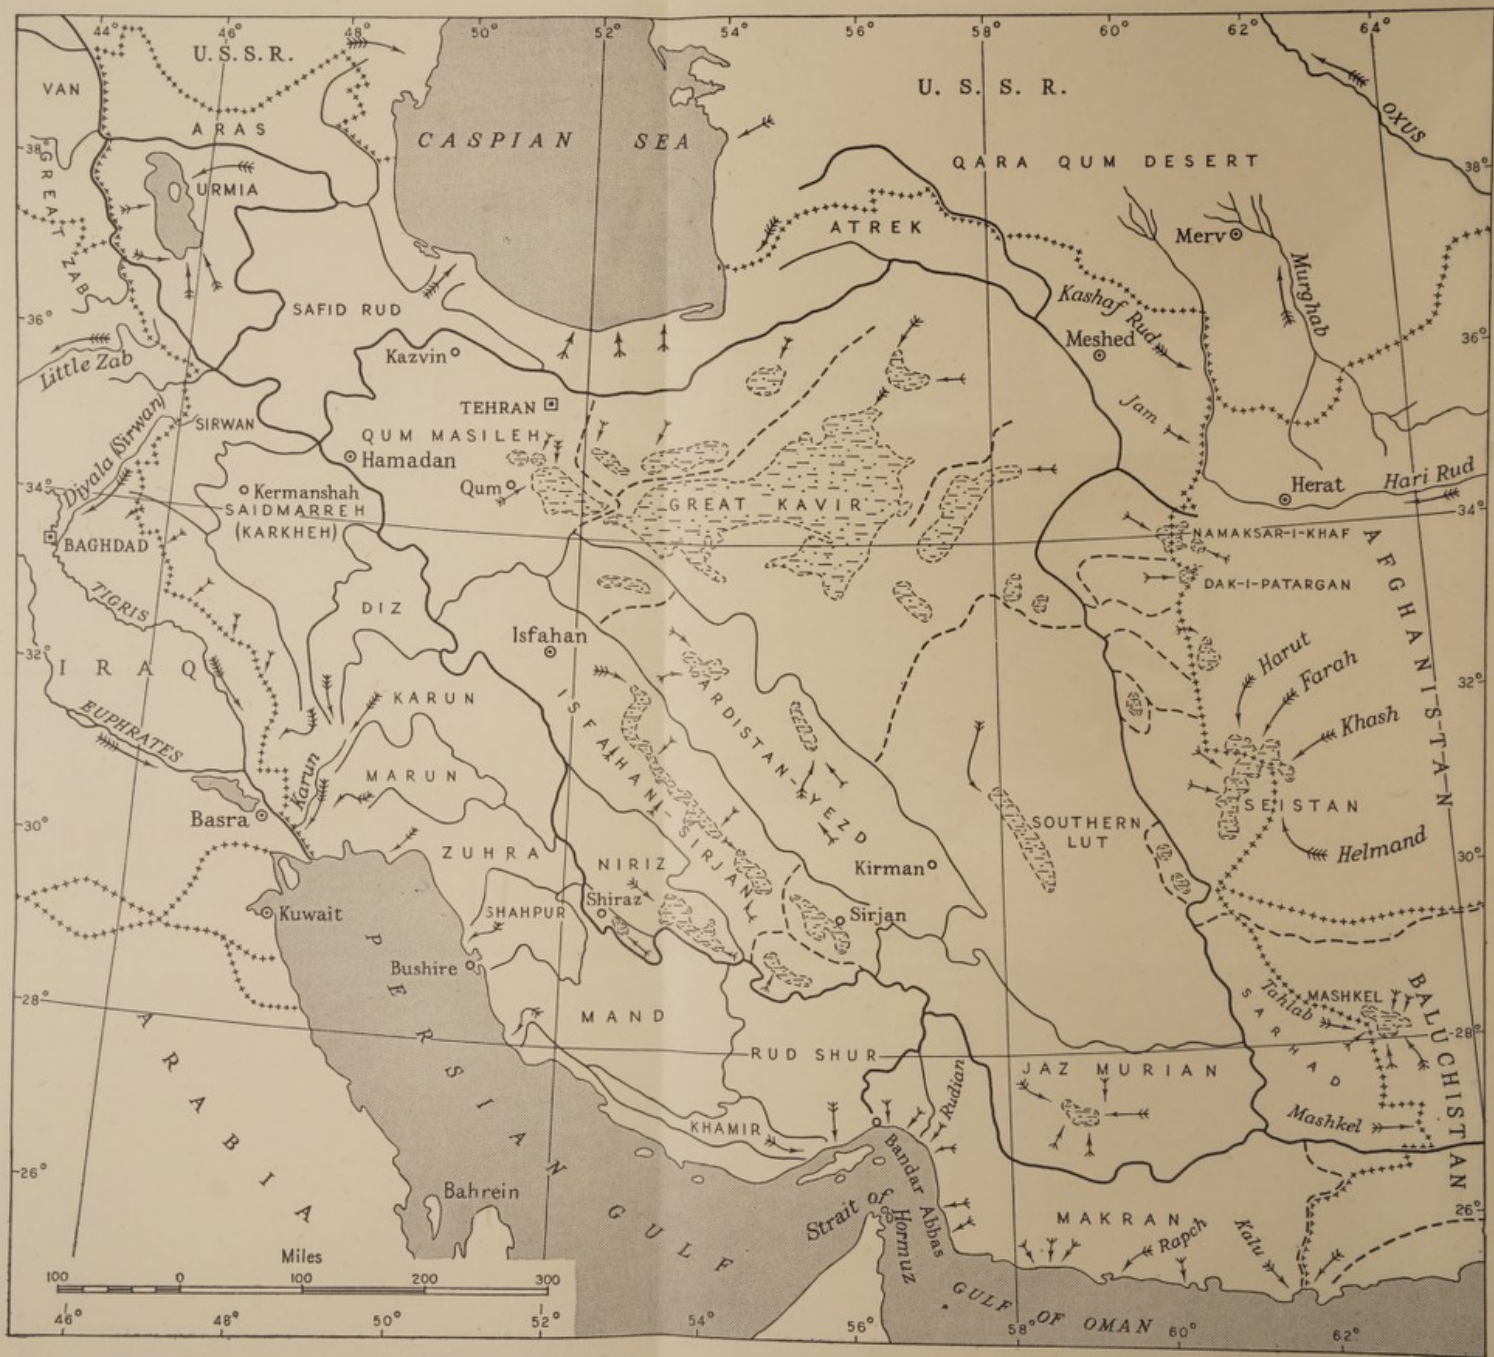 44° 46° 48° 50° 52° 54° 56° 58° 60° 62° 64°
U.S.S.R.
VAN
U. S. S. R.
OXUS
ARAS
CASPIAN SEA
38°
QARA QUM DESERT
38°
GREAT ZAB
URMIA
ATREK
Merv
Murghab
SAFID RUD
Kashaf Rud
36°
Meshed
36°
Little Zab
Kazvin
TEHRAN
Jam
Diyala (Sirwan)
SIRWAN
QUM MASILEH
Hamadan
Qum
34°
Kermanshah
SAIDMARREH
(KARKHEH)
GREAT KAVIR
Herat
Hari Rud
34°
BAGHDAD
NAMAKSAR-I-KHAF
AFGHANISTAN
DAK-I-PATARGAN
TIGRIS
DIZ
Isfahan
32°
IRAQ
KARUN
ISFAHAN-SIRJAN
ARDISTAN-YEZD
Harut
Farah
32°
Khash
EUPHRATES
Karun
MARUN
SEISTAN
Basra
30°
ZUHRA
SOUTHERN
LUT
Helmand
30°
NIRIZ
Kirman
Kuwait
SHAHPUR
Shiraz
Sirjan
Bushire
PERSIAN GULF
28°
MAND
Tahlab
MASHKEL
BALUCHISTAN
SARHAD
28°
ARABIA
RUD SHUR
JAZ MURIAN
Rudian
KHAMIR
Mashkel
26°
Bandar Abbas
Bahrein
Strait of Hormuz
MAKRAN
Rapch
Kalu
26°
GULF OF OMAN
Miles
100 0 100 200 300
46° 48° 50° 52° 54° 56° 58° 60° 62°